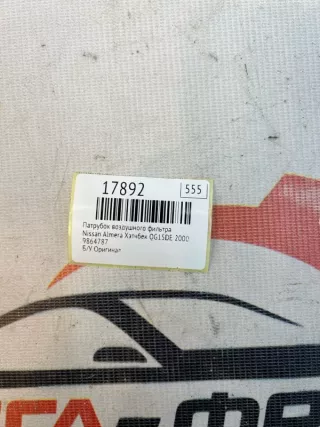 17892
555
Патрубок воздушного фильтра
Nissan Almera Хэтчбек QG15DE 2000
9864787
Б/У Оригинал